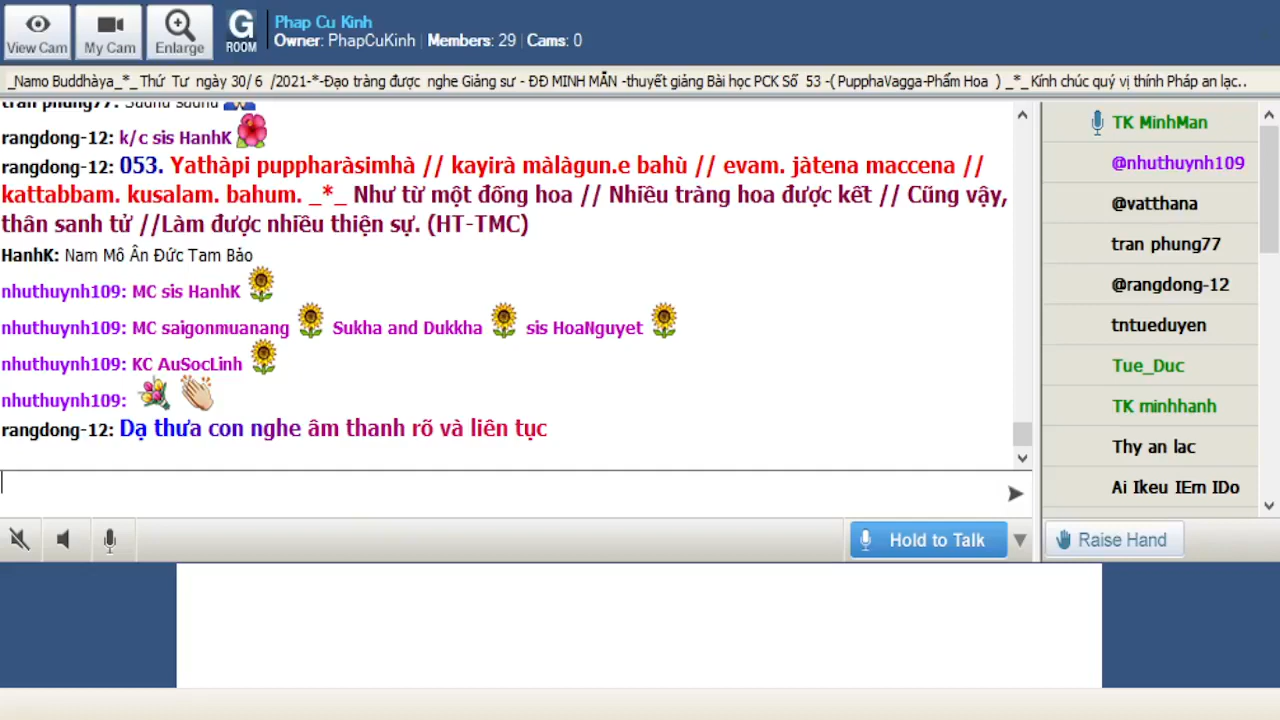 View Cam
My Cam
Enlarge
G
ROOM
Phap Cu Kinh
Owner: PhapCuKinh Members: 29 Cams: 0
_Namo Buddhàya_*_Thứ Tư ngày 30/ 6 /2021-*-Đạo tràng được nghe Giảng sư - ĐĐ MINH MẪN -thuyết giảng Bài học PCK Số 53 -( PupphaVagga-Phẩm Hoa ) _*_Kính chúc quý vị thính Pháp an lạc..
tran phung77: Sadhu sadhu
rangdong-12: k/c sis HanhK
rangdong-12: 053. Yathàpi puppharàsimhà // kayirà màlàgun.e bahù // evam. jàtena maccena //
kattabbam. kusalam. bahum. _*_ Như từ một đống hoa // Nhiều tràng hoa được kết // Cũng vậy,
thân sanh tử //Làm được nhiều thiện sự. (HT-TMC)
HanhK: Nam Mô Ân Đức Tam Bảo
nhuthuynh109: MC sis HanhK
nhuthuynh109: MC saigonmuanang Sukha and Dukkha sis HoaNguyet
nhuthuynh109: KC AuSocLinh
nhuthuynh109:
rangdong-12: Dạ thưa con nghe âm thanh rõ và liên tục
TK MinhMan
@nhuthuynh109
@vatthana
tran phung77
@rangdong-12
tntueduyen
Tue_Duc
TK minhhanh
Thy an lac
Ai Ikeu IEm IDo
Hold to Talk
Raise Hand